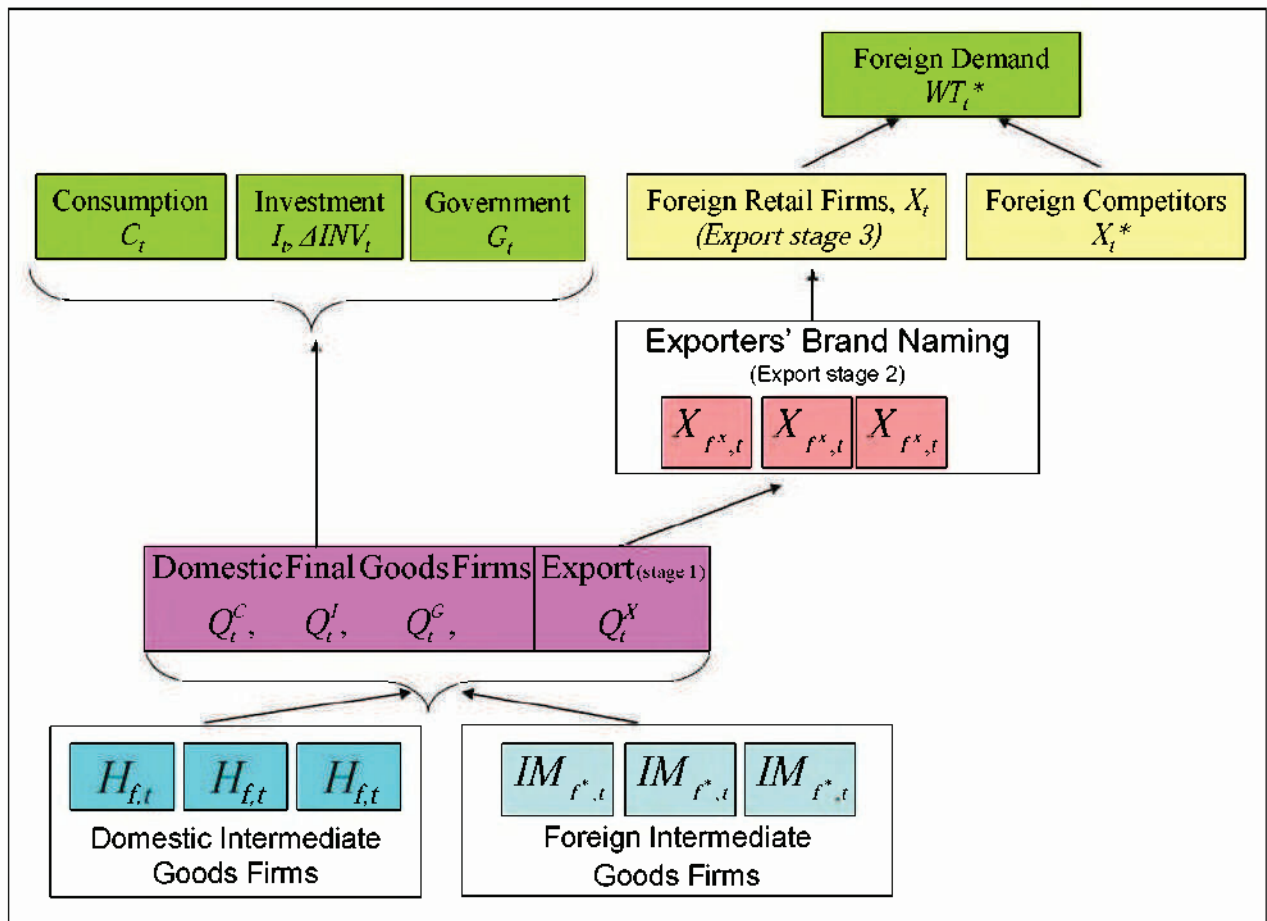 Foreign Demand
WT_t*
Consumption
C_t
Investment
I_t, ΔINV_t
Government
G_t
Foreign Retail Firms, X_t
(Export stage 3)
Foreign Competitors
X_t*
Exporters' Brand Naming
(Export stage 2)
X_{f^x,t} X_{f^x,t} X_{f^x,t}
Domestic Final Goods Firms
Q_t^C, Q_t^I, Q_t^G,
Export (stage 1)
Q_t^X
H_{f,t} H_{f,t} H_{f,t}
Domestic Intermediate
Goods Firms
IM_{f^*,t} IM_{f^*,t} IM_{f^*,t}
Foreign Intermediate
Goods Firms